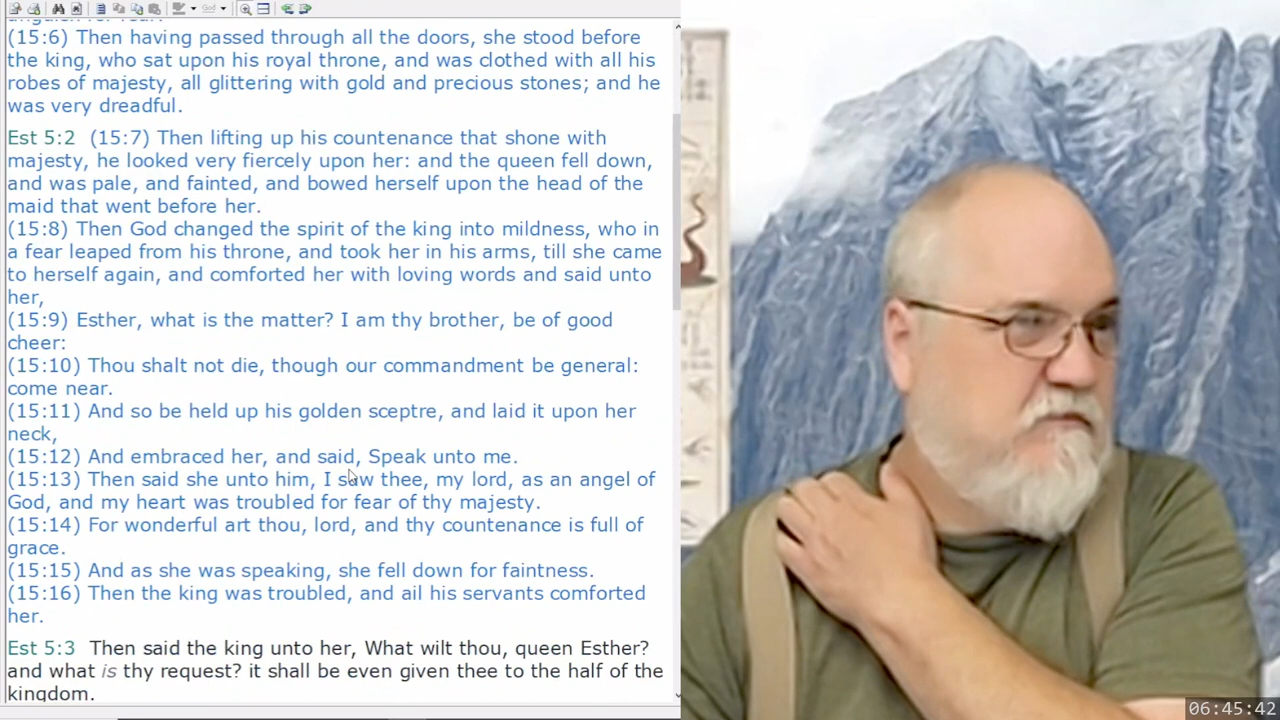 (15:6) Then having passed through all the doors, she stood before
the king, who sat upon his royal throne, and was clothed with all his
robes of majesty, all glittering with gold and precious stones; and he
was very dreadful.
Est 5:2 (15:7) Then lifting up his countenance that shone with
majesty, he looked very fiercely upon her: and the queen fell down,
and was pale, and fainted, and bowed herself upon the head of the
maid that went before her.
(15:8) Then God changed the spirit of the king into mildness, who in
a fear leaped from his throne, and took her in his arms, till she came
to herself again, and comforted her with loving words and said unto
her,
(15:9) Esther, what is the matter? I am thy brother, be of good
cheer:
(15:10) Thou shalt not die, though our commandment be general:
come near.
(15:11) And so be held up his golden sceptre, and laid it upon her
neck,
(15:12) And embraced her, and said, Speak unto me.
(15:13) Then said she unto him, I saw thee, my lord, as an angel of
God, and my heart was troubled for fear of thy majesty.
(15:14) For wonderful art thou, lord, and thy countenance is full of
grace.
(15:15) And as she was speaking, she fell down for faintness.
(15:16) Then the king was troubled, and ail his servants comforted
her.
Est 5:3 Then said the king unto her, What wilt thou, queen Esther?
and what is thy request? it shall be even given thee to the half of the
kingdom.
06:45:42